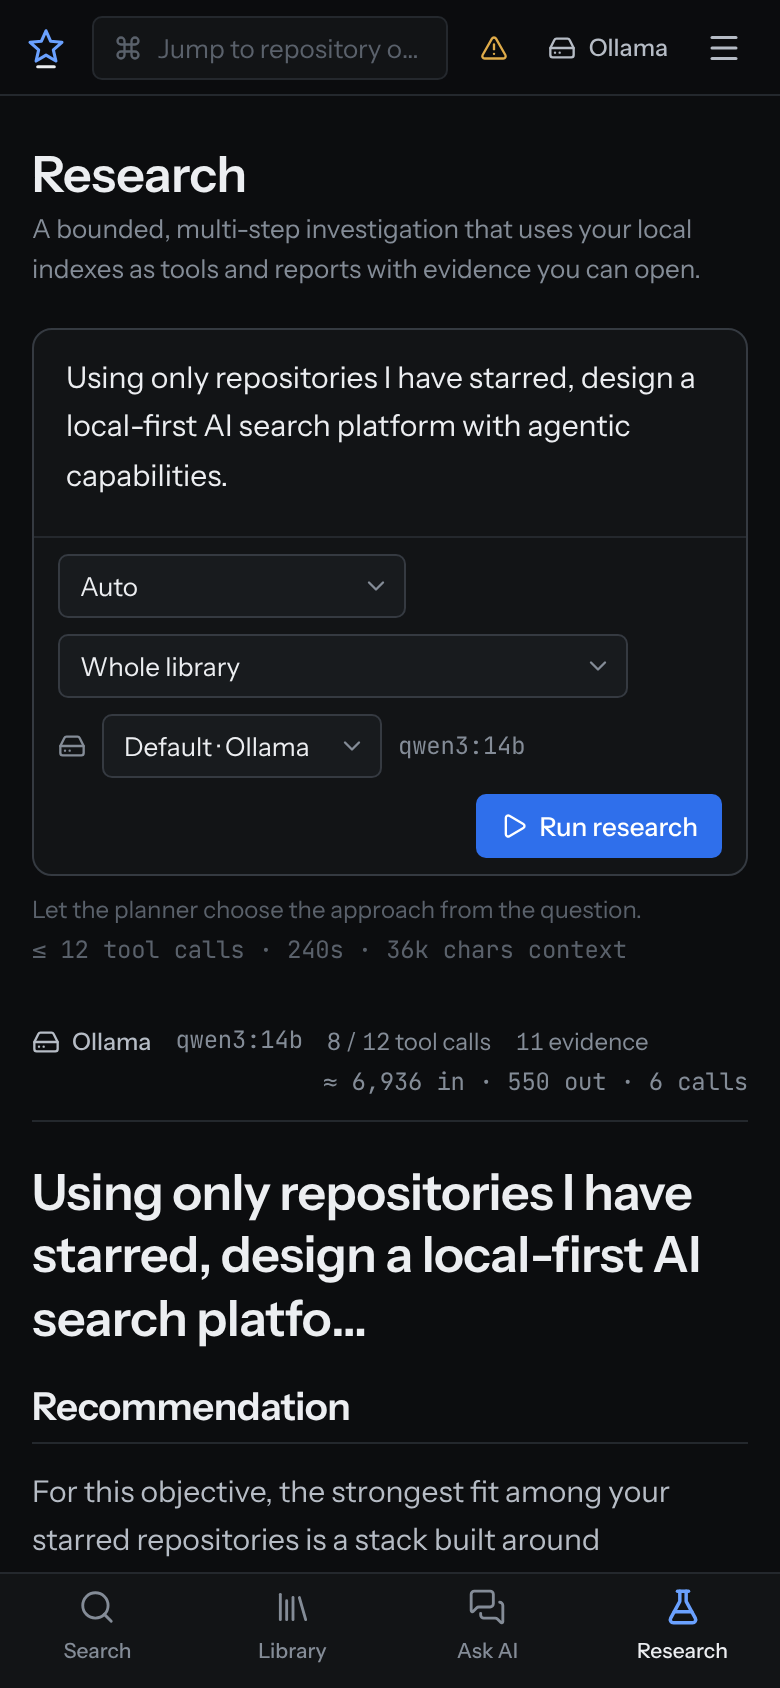 Jump to repository o...
Ollama
Research
A bounded, multi-step investigation that uses your local
indexes as tools and reports with evidence you can open.
Using only repositories I have starred, design a
local-first AI search platform with agentic
capabilities.
Auto
Whole library
Default · Ollama
qwen3:14b
Run research
Let the planner choose the approach from the question.
≤ 12 tool calls · 240s · 36k chars context
Ollama qwen3:14b 8 / 12 tool calls 11 evidence
≈ 6,936 in · 550 out · 6 calls
Using only repositories I have
starred, design a local-first AI
search platfo...
Recommendation
For this objective, the strongest fit among your
starred repositories is a stack built around
Search
Library
Ask AI
Research